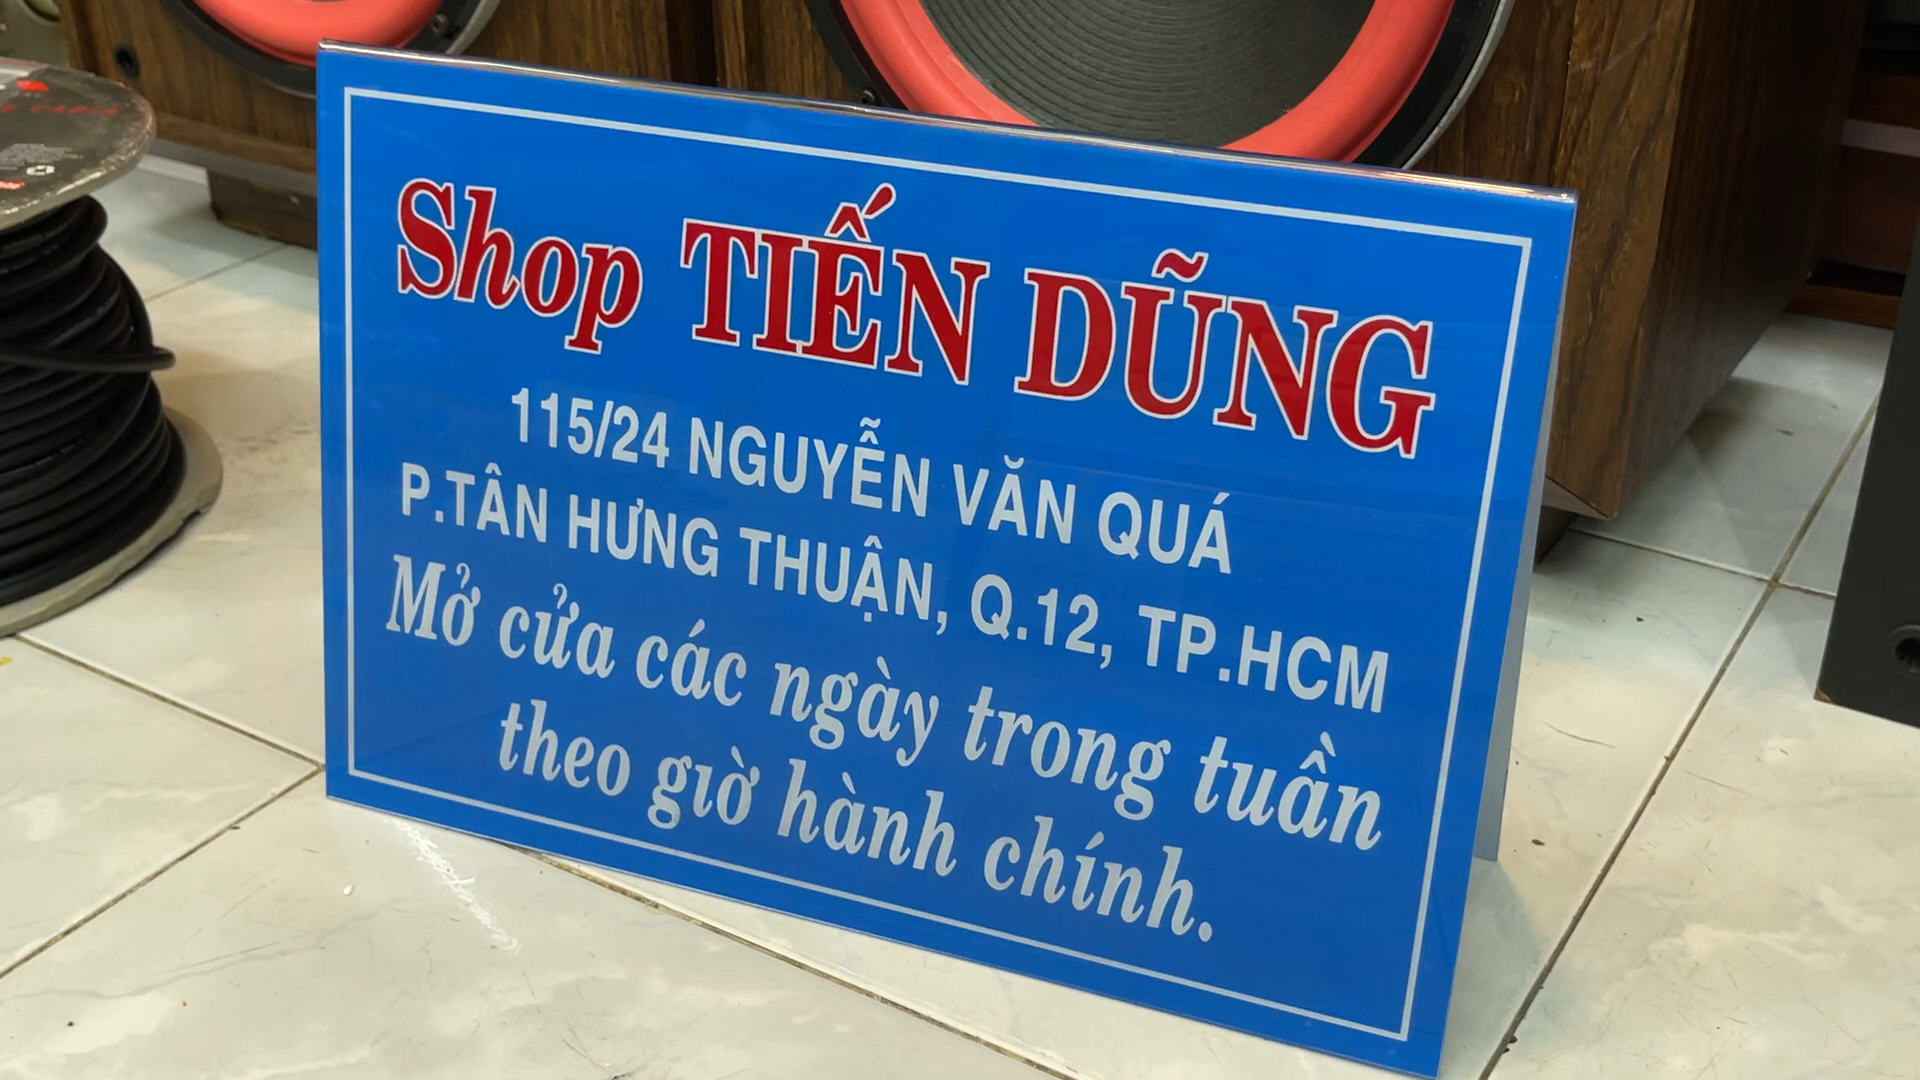 Shop TIẾN DŨNG
115/24 NGUYỄN VĂN QUÁ
P.TÂN HƯNG THUẬN, Q.12, TP.HCM
Mở cửa các ngày trong tuần
theo giờ hành chính.
CABLE